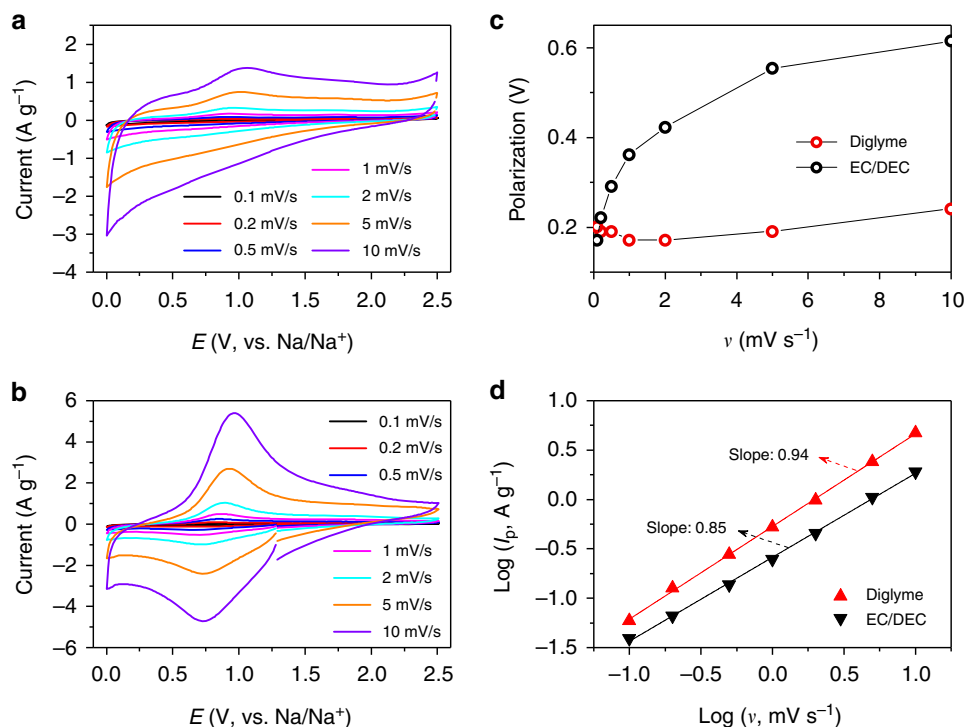 a
Current (A g⁻¹)
2
1
0
−1
−2
−3
−4
0.0 0.5 1.0 1.5 2.0 2.5
E (V, vs. Na/Na⁺)
0.1 mV/s
0.2 mV/s
0.5 mV/s
1 mV/s
2 mV/s
5 mV/s
10 mV/s
c
Polarization (V)
0.6
0.4
0.2
0 2 4 6 8 10
ν (mV s⁻¹)
Diglyme
EC/DEC
b
Current (A g⁻¹)
6
4
2
0
−2
−4
−6
0.0 0.5 1.0 1.5 2.0 2.5
E (V, vs. Na/Na⁺)
0.1 mV/s
0.2 mV/s
0.5 mV/s
1 mV/s
2 mV/s
5 mV/s
10 mV/s
d
Log (Iₚ, A g⁻¹)
1.0
0.5
0.0
−0.5
−1.0
−1.5
−1.0 −0.5 0.0 0.5 1.0
Log (ν, mV s⁻¹)
Slope: 0.94
Slope: 0.85
Diglyme
EC/DEC